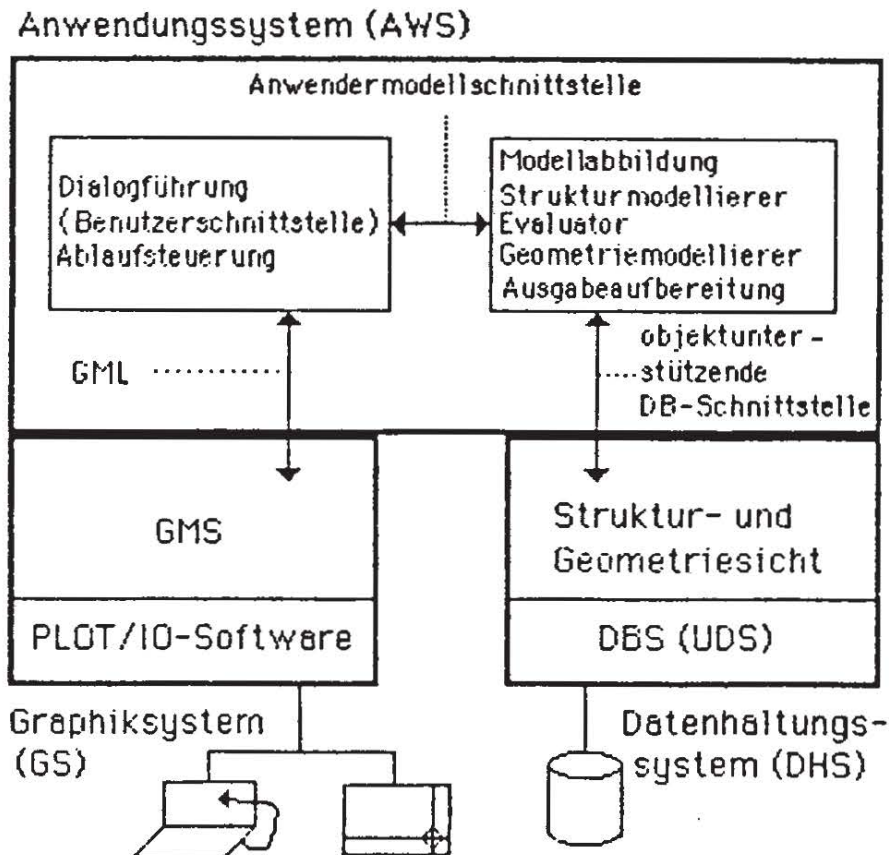 Anwendungssystem (AWS)
Anwendermodellschnittstelle
Dialogführung
(Benutzerschnittstelle)
Ablaufsteuerung
Modellabbildung
Strukturmodellierer
Evaluator
Geometriemodellierer
Ausgabeaufbereitung
GML
objektunter-
stützende
DB-Schnittstelle
GMS
Struktur- und
Geometriesicht
PLOT/IO-Software
DBS (UDS)
Graphiksystem
(GS)
Datenhaltungs-
system (DHS)